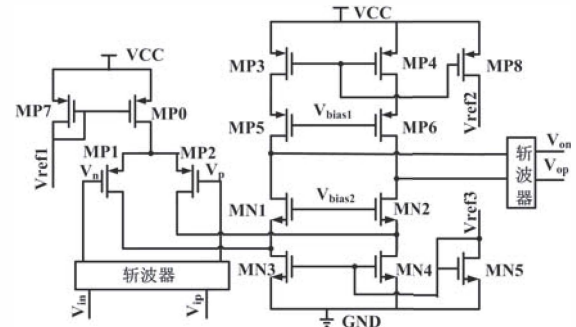 VCC
VCC
MP3
MP4
MP8
MP7
MP0
Vref2
Vbias1
MP5
MP6
Vref1
MP1
MP2
Vn
Vp
斩波器
Von
Vop
Vbias2
MN1
MN2
Vref3
斩波器
MN3
MN4
MN5
Vin
Vip
GND